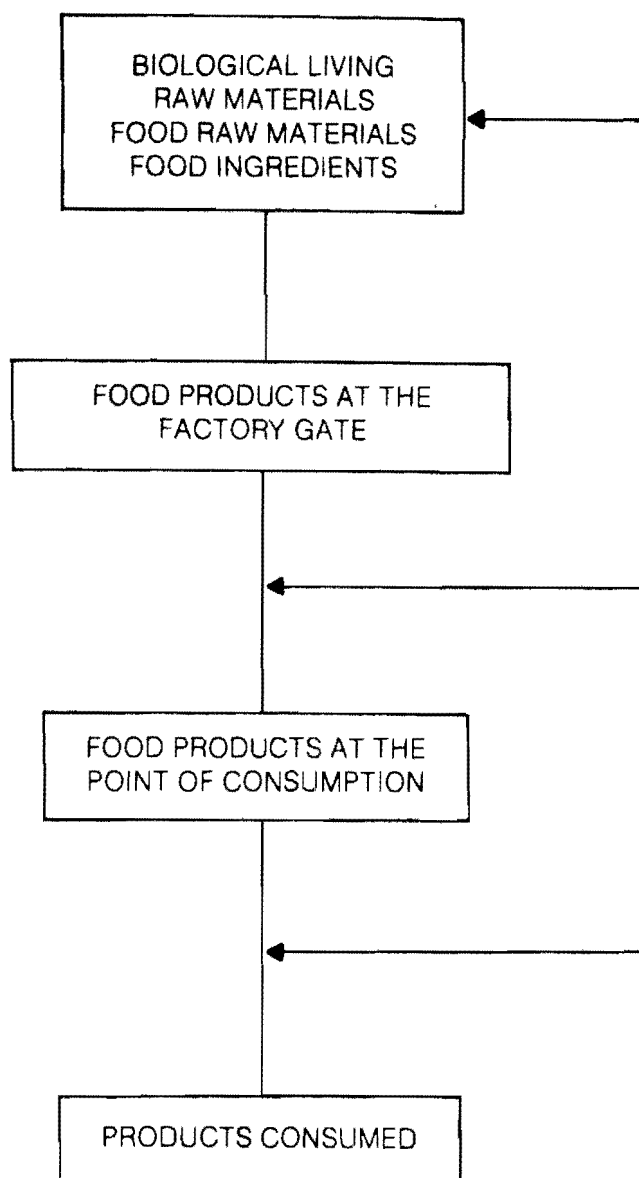 BIOLOGICAL LIVING
RAW MATERIALS
FOOD RAW MATERIALS
FOOD INGREDIENTS
FOOD PRODUCTS AT THE
FACTORY GATE
FOOD PRODUCTS AT THE
POINT OF CONSUMPTION
PRODUCTS CONSUMED